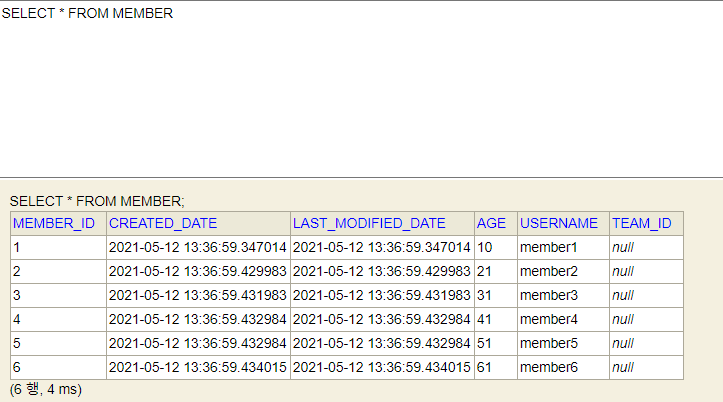 SELECT * FROM MEMBER
SELECT * FROM MEMBER;
MEMBER_ID CREATED_DATE LAST_MODIFIED_DATE AGE USERNAME TEAM_ID
1 2021-05-12 13:36:59.347014 2021-05-12 13:36:59.347014 10 member1 null
2 2021-05-12 13:36:59.429983 2021-05-12 13:36:59.429983 21 member2 null
3 2021-05-12 13:36:59.431983 2021-05-12 13:36:59.431983 31 member3 null
4 2021-05-12 13:36:59.432984 2021-05-12 13:36:59.432984 41 member4 null
5 2021-05-12 13:36:59.432984 2021-05-12 13:36:59.432984 51 member5 null
6 2021-05-12 13:36:59.434015 2021-05-12 13:36:59.434015 61 member6 null
(6 행, 4 ms)